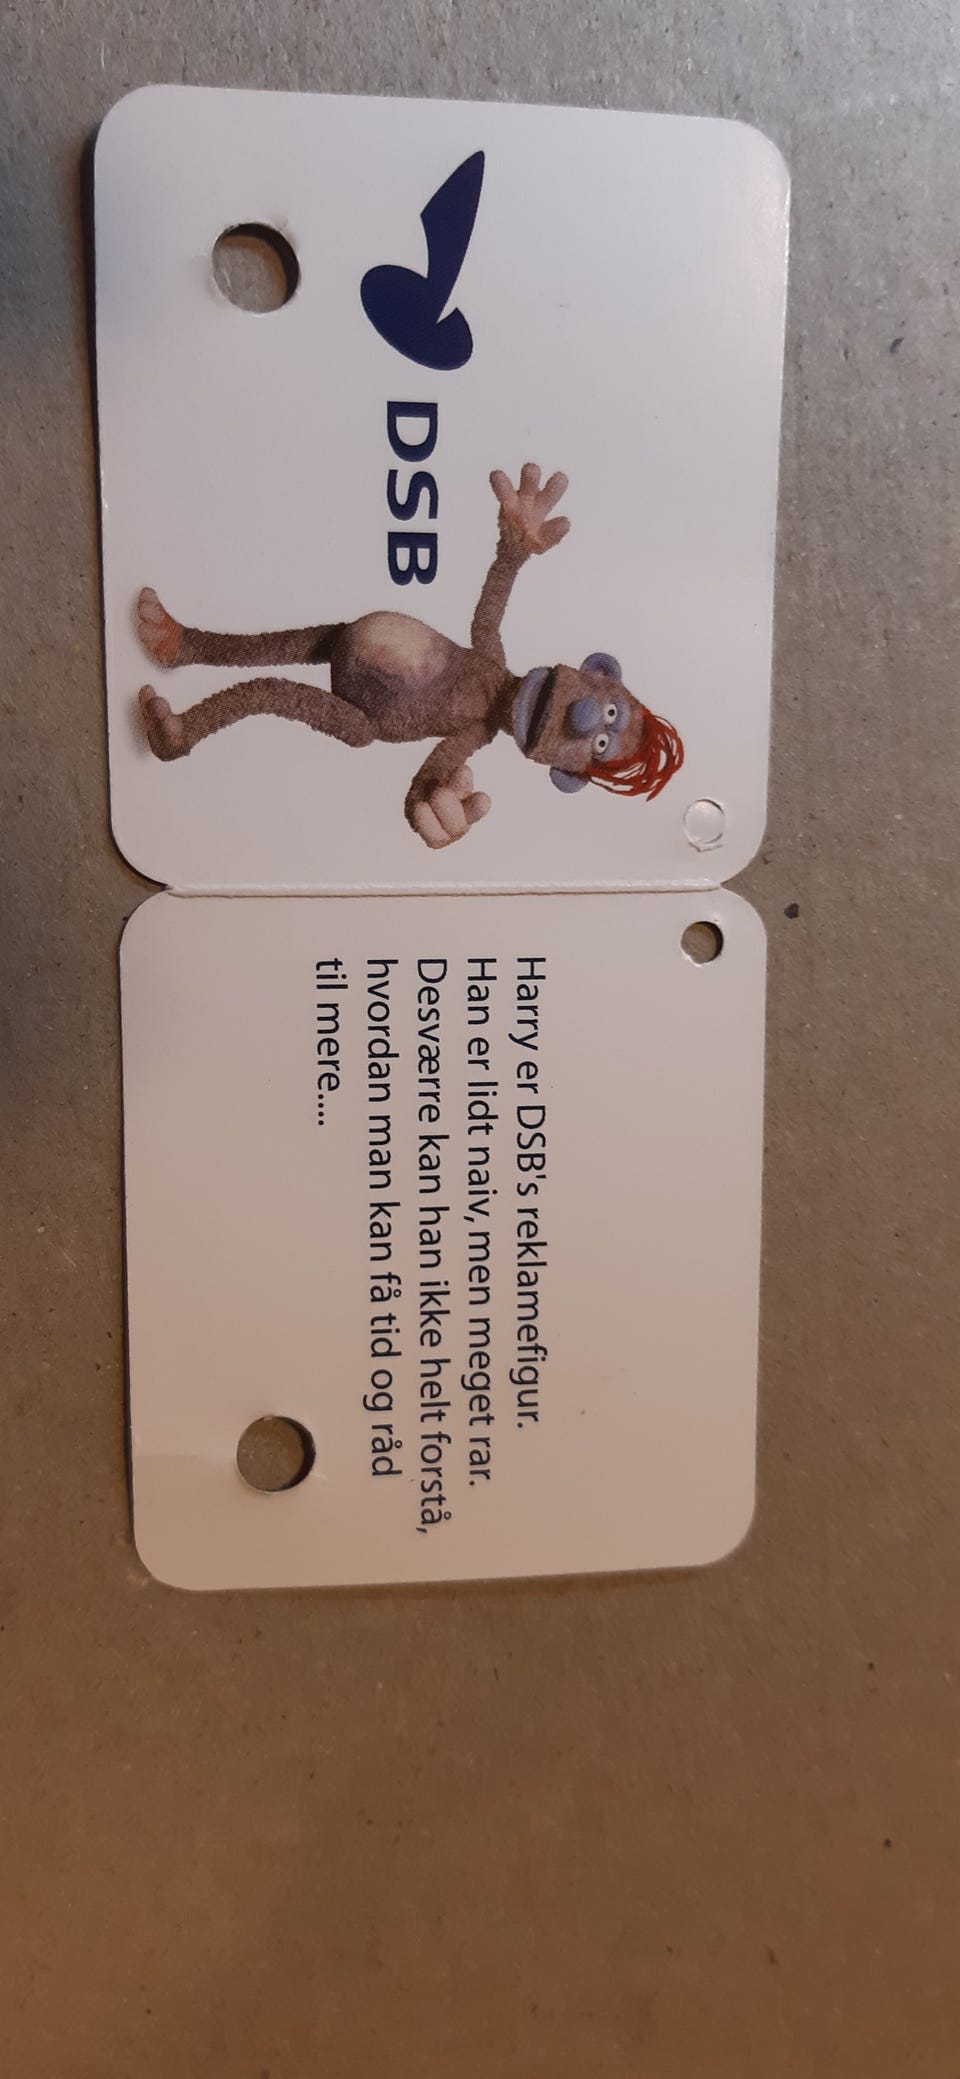 DSB
Harry er DSB's reklamefigur.
Han er lidt naiv, men meget rar.
Desværre kan han ikke helt forstå,
hvordan man kan få tid og råd
til mere....